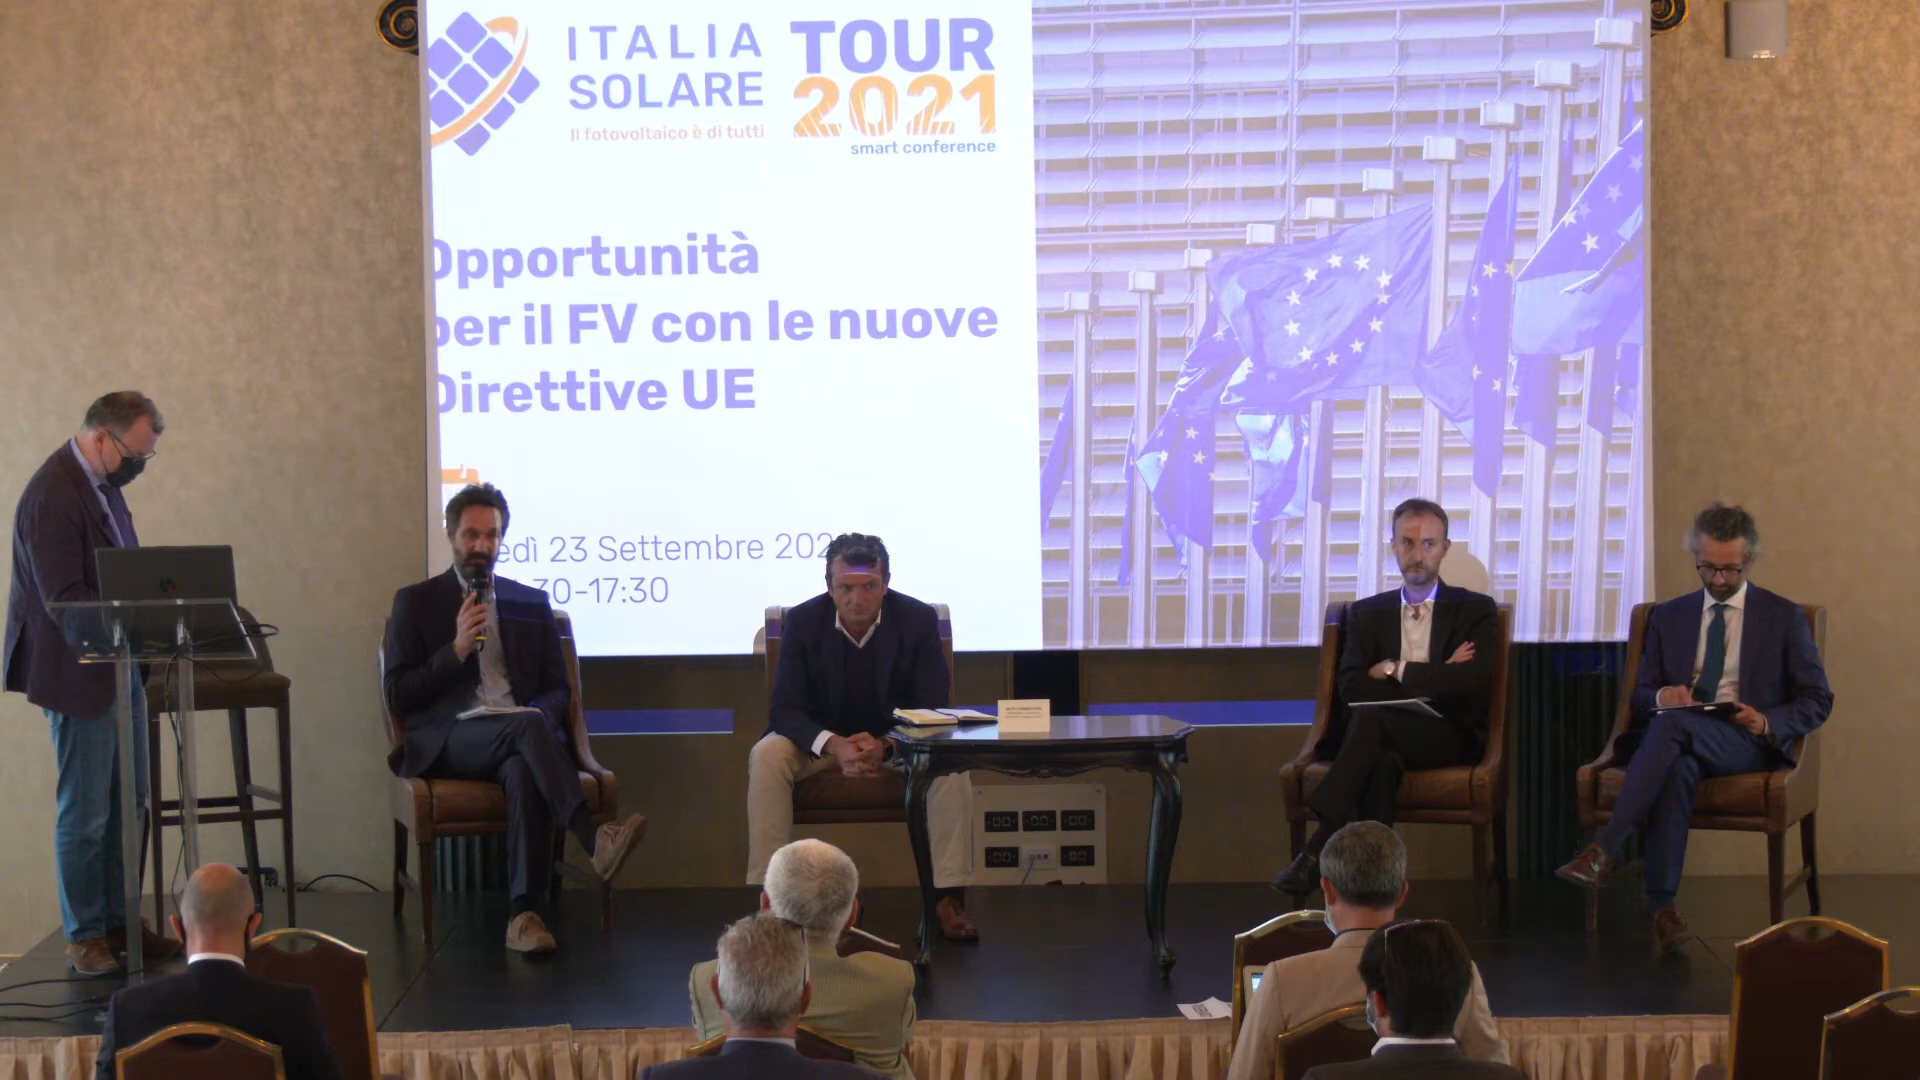 ITALIA
SOLARE
Il fotovoltaico è di tutti
TOUR
2021
smart conference
Opportunità
per il FV con le nuove
Direttive UE
edì 23 Settembre 202
30-17:30